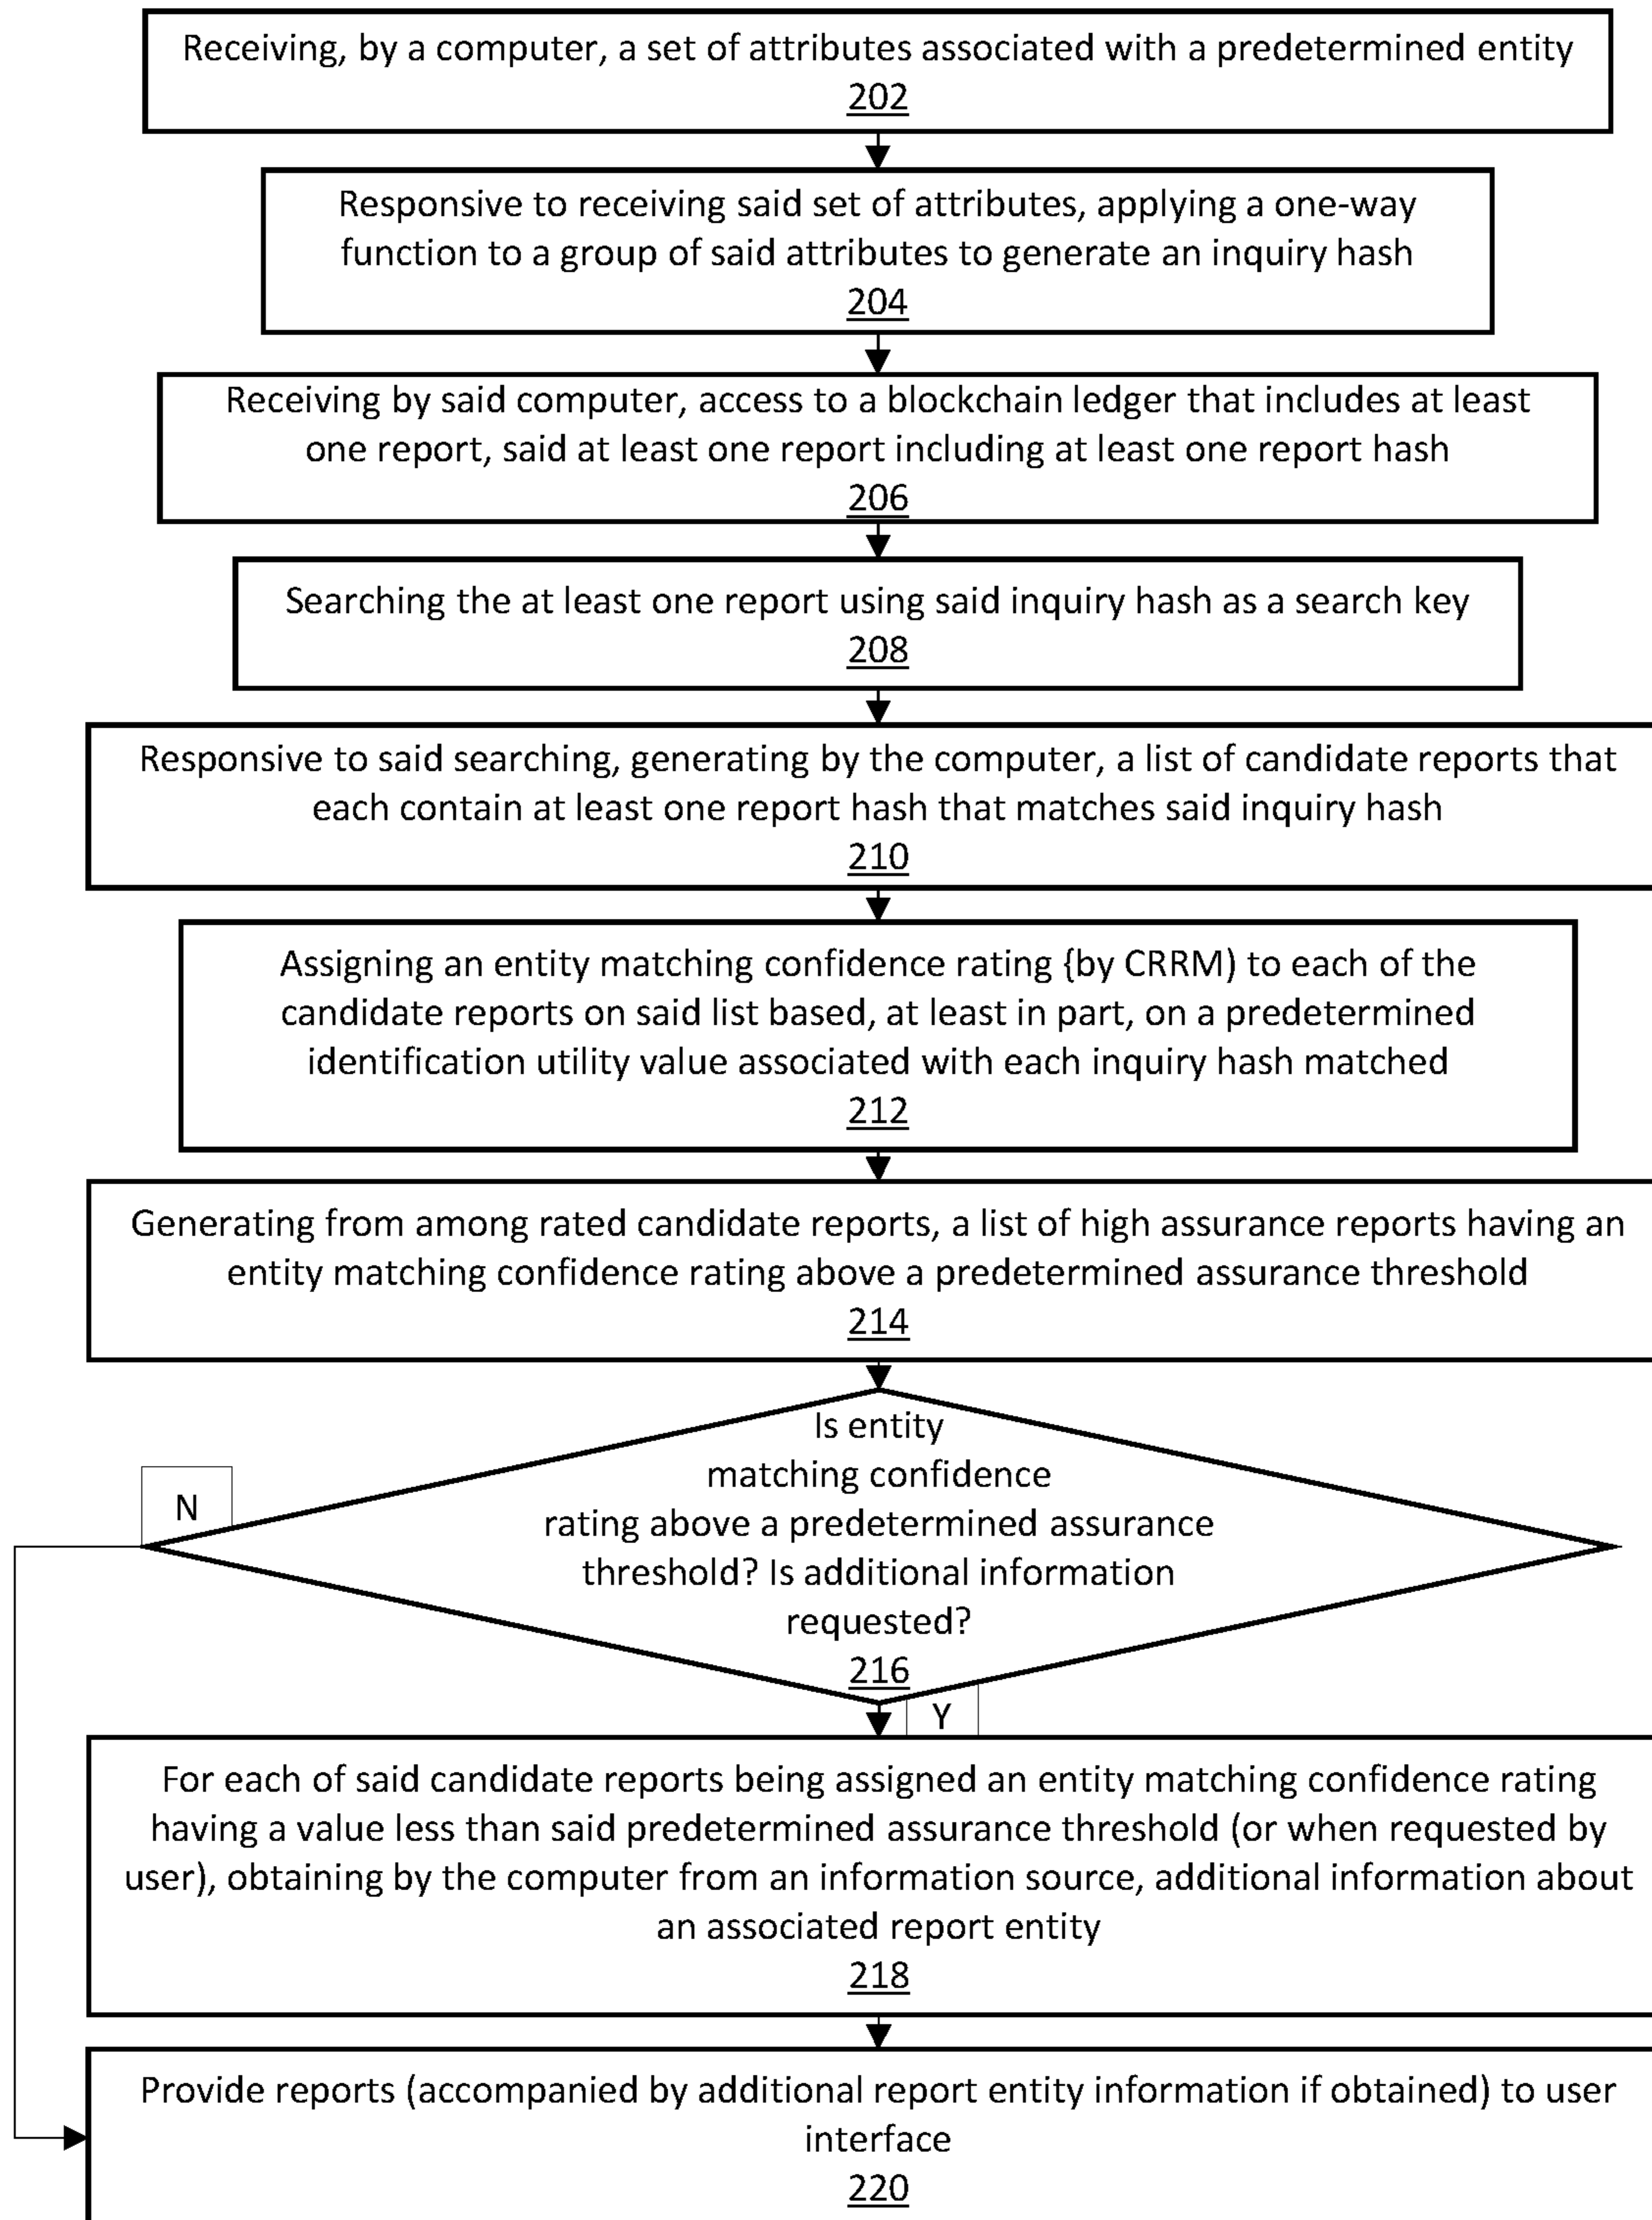 Receiving, by a computer, a set of attributes associated with a predetermined entity
202
Responsive to receiving said set of attributes, applying a one-way
function to a group of said attributes to generate an inquiry hash
204
Receiving by said computer, access to a blockchain ledger that includes at least
one report, said at least one report including at least one report hash
206
Searching the at least one report using said inquiry hash as a search key
208
Responsive to said searching, generating by the computer, a list of candidate reports that
each contain at least one report hash that matches said inquiry hash
210
Assigning an entity matching confidence rating {by CRRM) to each of the
candidate reports on said list based, at least in part, on a predetermined
identification utility value associated with each inquiry hash matched
212
Generating from among rated candidate reports, a list of high assurance reports having an
entity matching confidence rating above a predetermined assurance threshold
214
Is entity
matching confidence
rating above a predetermined assurance
threshold? Is additional information
requested?
216
N
Y
For each of said candidate reports being assigned an entity matching confidence rating
having a value less than said predetermined assurance threshold (or when requested by
user), obtaining by the computer from an information source, additional information about
an associated report entity
218
Provide reports (accompanied by additional report entity information if obtained) to user
interface
220